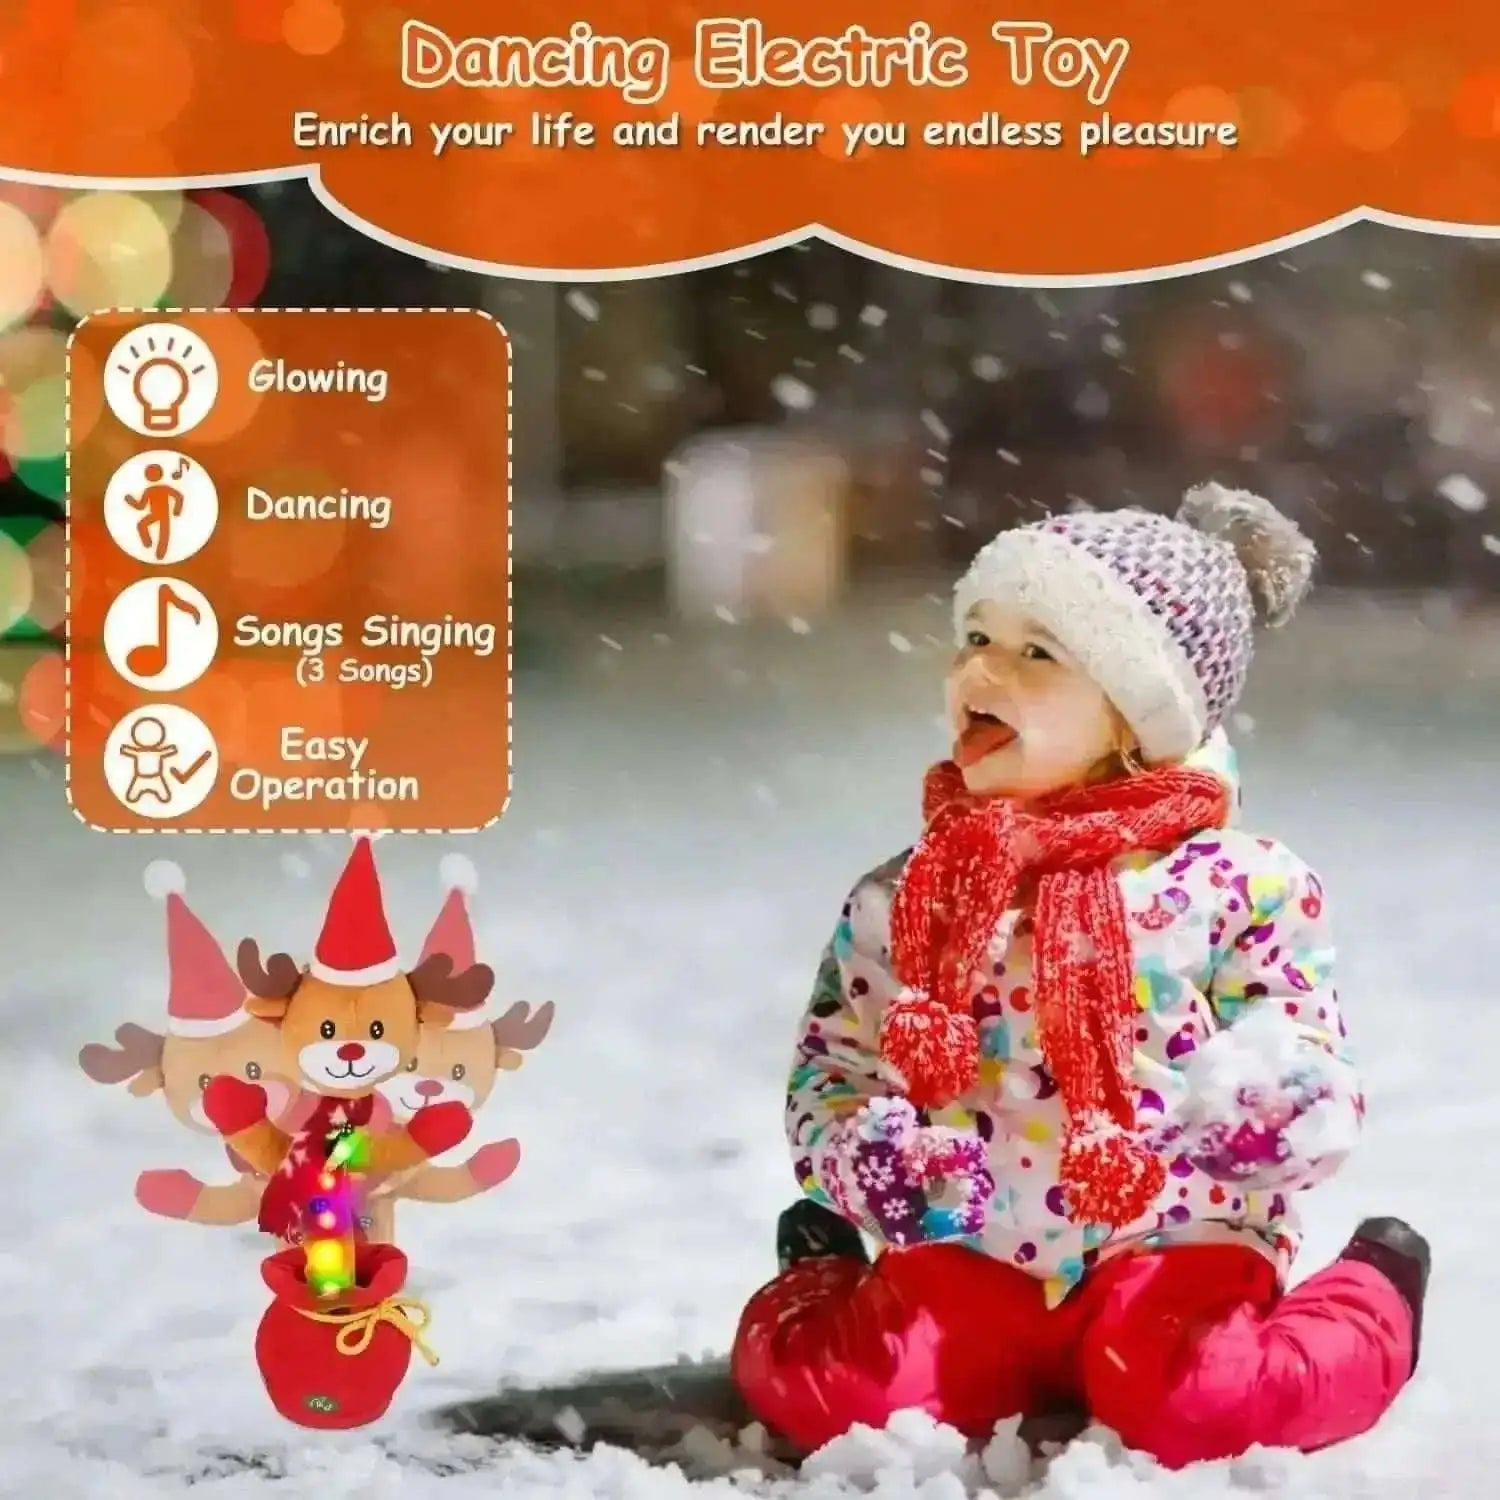 Dancing Electric Toy
Enrich your life and render you endless pleasure
Glowing
Dancing
Songs Singing
(3 Songs)
Easy
Operation